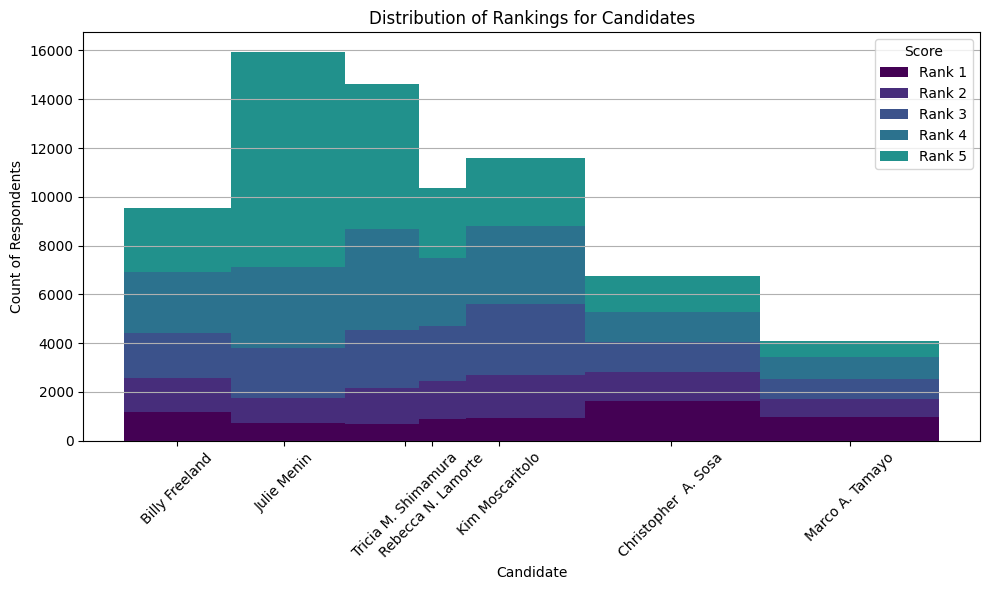 Distribution of Rankings for Candidates
Count of Respondents
16000
14000
12000
10000
8000
6000
4000
2000
0
Score
Rank 1
Rank 2
Rank 3
Rank 4
Rank 5
Billy Freeland
Julie Menin
Tricia M. Shimamura
Rebecca N. Lamorte
Kim Moscaritolo
Christopher  A. Sosa
Marco A. Tamayo
Candidate